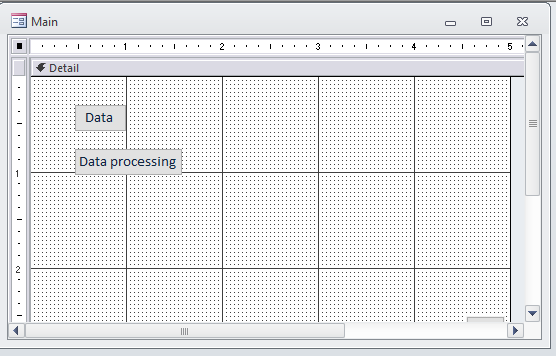 Main
1 2 3 4 5
Detail
Data
Data processing
1
2